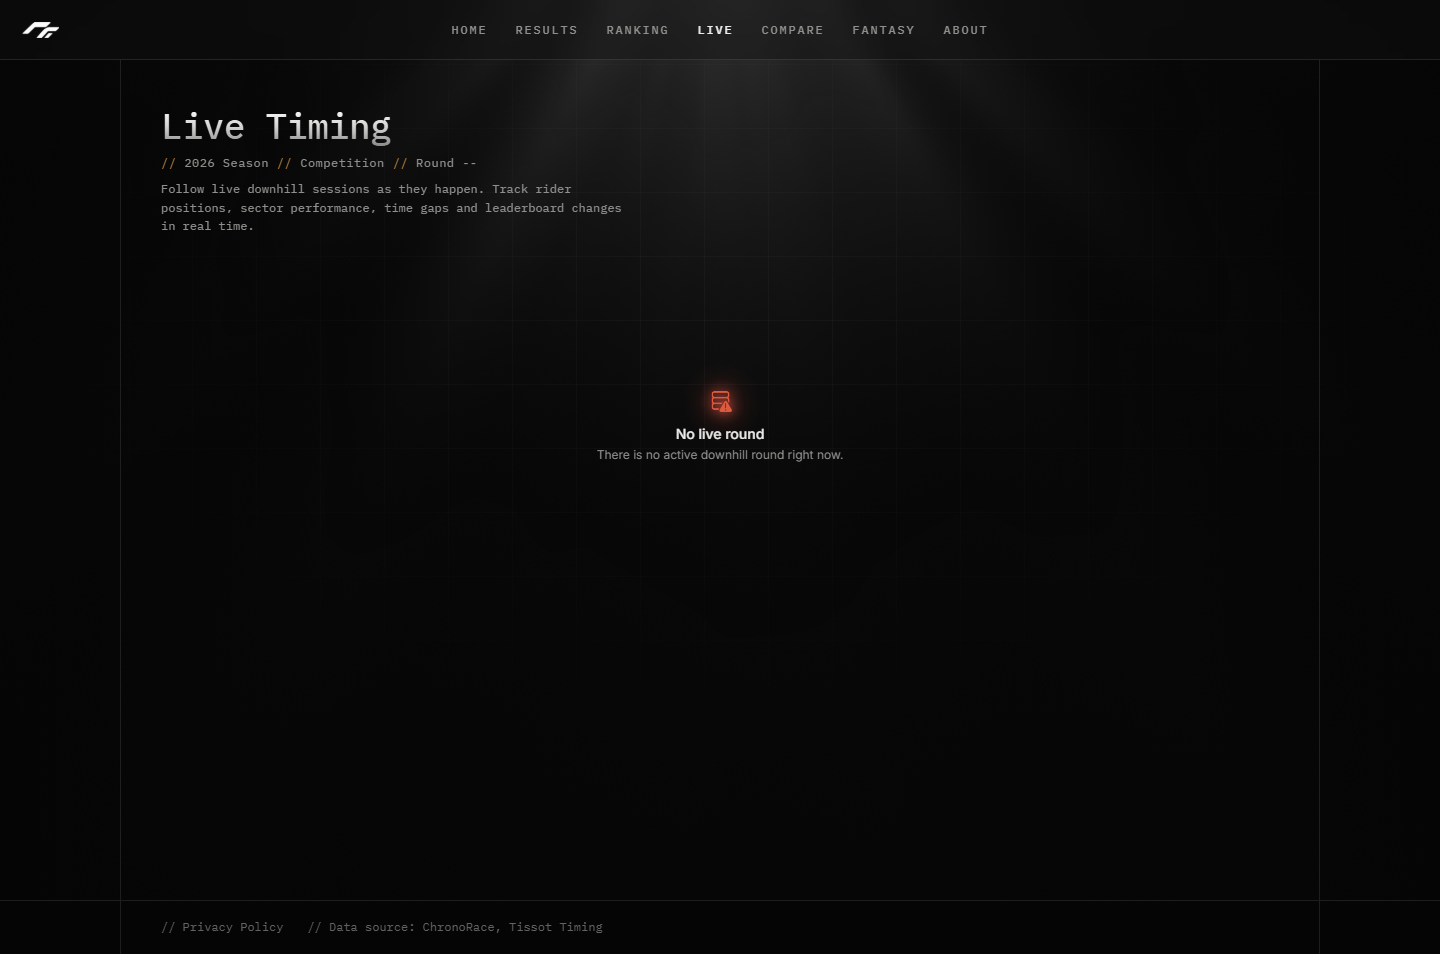 HOME RESULTS RANKING LIVE COMPARE FANTASY ABOUT
Live Timing
// 2026 Season // Competition // Round --
Follow live downhill sessions as they happen. Track rider
positions, sector performance, time gaps and leaderboard changes
in real time.
No live round
There is no active downhill round right now.
// Privacy Policy // Data source: ChronoRace, Tissot Timing